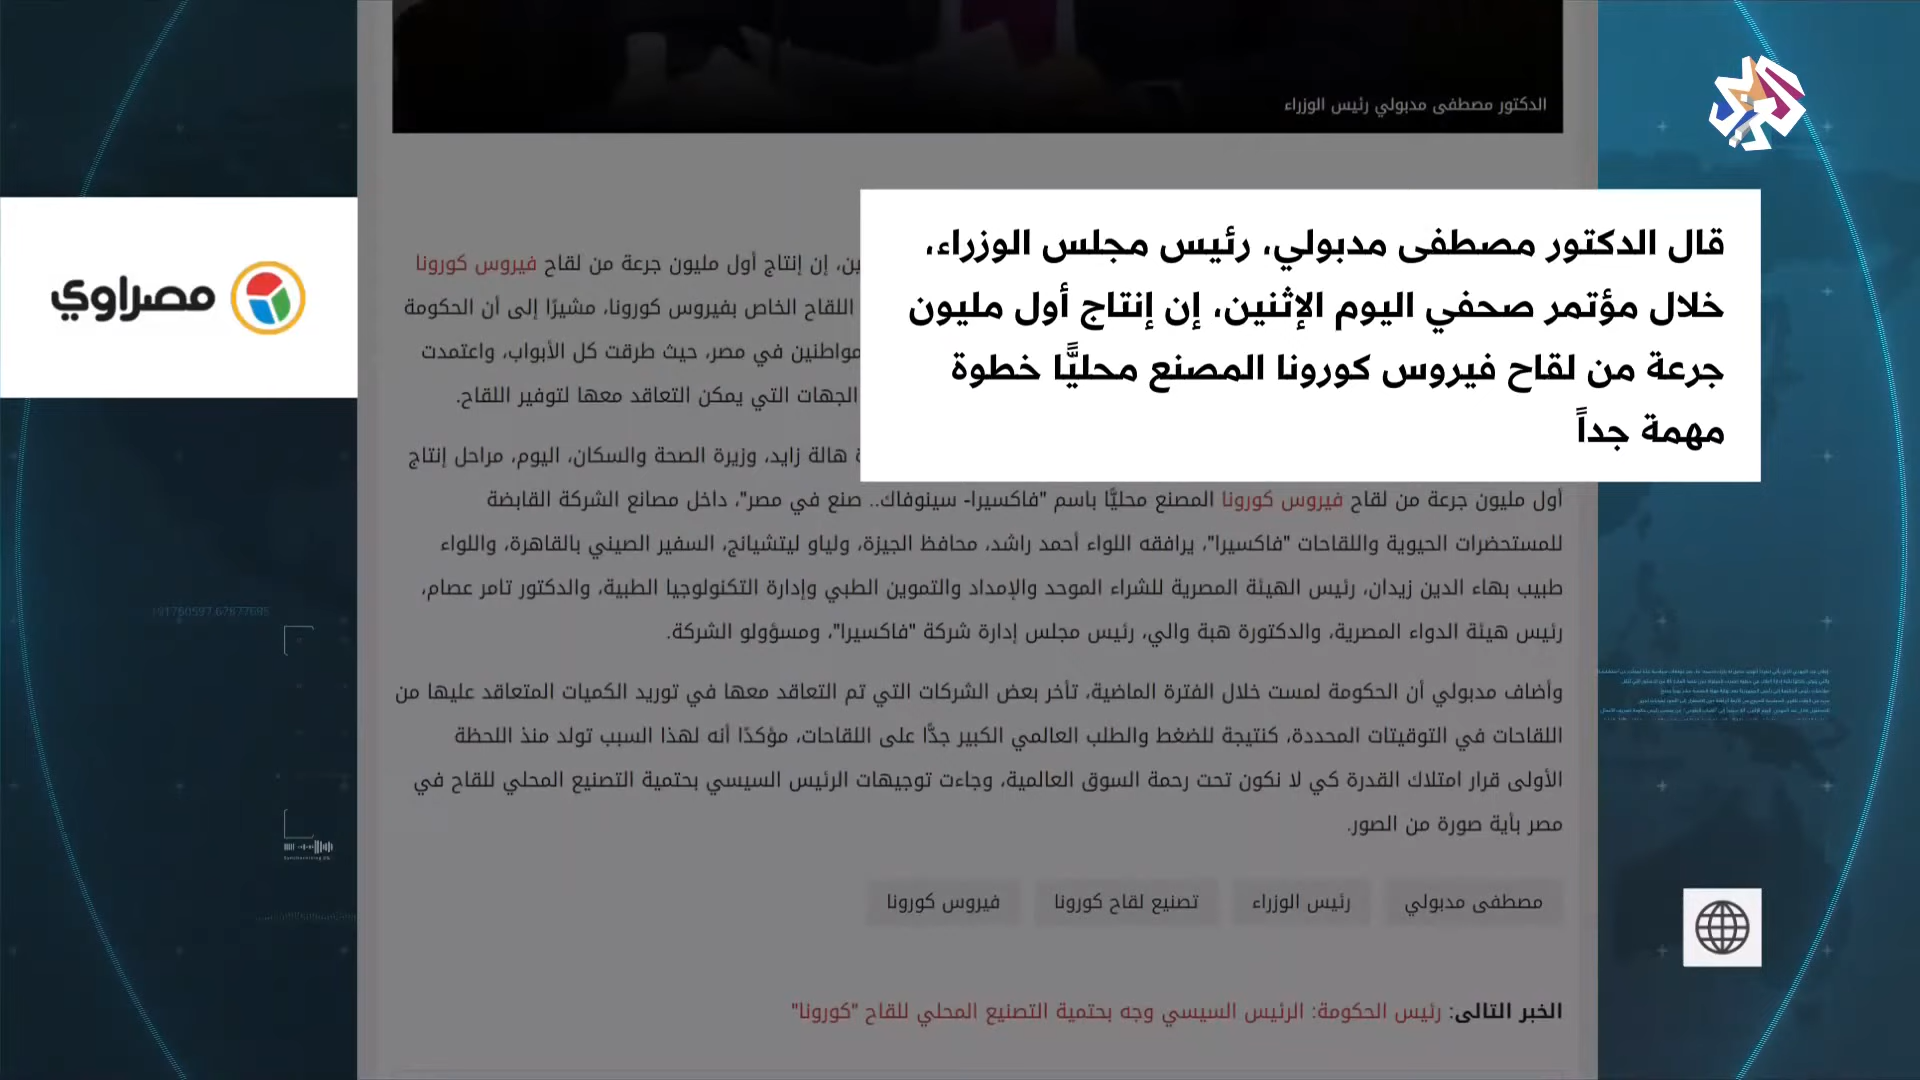 الدكتور مصطفى مدبولي رئيس الوزراء
مصراوي
قال الدكتور مصطفى مدبولي، رئيس مجلس الوزراء،
خلال مؤتمر صحفي اليوم الإثنين، إن إنتاج أول مليون
جرعة من لقاح فيروس كورونا المصنع محليًّا خطوة
مهمة جداً
إن إنتاج أول مليون جرعة من لقاح فيروس كورونا
اللقاح الخاص بفيروس كورونا، مشيرًا إلى أن الحكومة
في مصر، حيث طرقت كل الأبواب، واعتمدت
الجهات التي يمكن التعاقد معها لتوفير اللقاح.
هالة زايد، وزيرة الصحة والسكان، اليوم، مراحل إنتاج
أول مليون جرعة من لقاح فيروس كورونا المصنع محليًّا باسم "فاكسيرا- سينوفاك.. صنع في مصر"، داخل مصانع الشركة القابضة
للمستحضرات الحيوية واللقاحات "فاكسيرا"، يرافقه اللواء أحمد راشد، محافظ الجيزة، ولياو ليتشيانج، السفير الصيني بالقاهرة، واللواء
طبيب بهاء الدين زيدان، رئيس الهيئة المصرية للشراء الموحد والإمداد والتموين الطبي وإدارة التكنولوجيا الطبية، والدكتور تامر عصام،
رئيس هيئة الدواء المصرية، والدكتورة هبة والي، رئيس مجلس إدارة شركة "فاكسيرا"، ومسؤولو الشركة.
وأضاف مدبولي أن الحكومة لمست خلال الفترة الماضية، تأخر بعض الشركات التي تم التعاقد معها في توريد الكميات المتعاقد عليها من
اللقاحات في التوقيتات المحددة، كنتيجة للضغط والطلب العالمي الكبير جدًّا على اللقاحات، مؤكدًا أنه لهذا السبب تولد منذ اللحظة
الأولى قرار امتلاك القدرة كي لا نكون تحت رحمة السوق العالمية، وجاءت توجيهات الرئيس السيسي بحتمية التصنيع المحلي للقاح في
مصر بأية صورة من الصور.
مصطفى مدبولي رئيس الوزراء تصنيع لقاح كورونا فيروس كورونا
الخبر التالى: رئيس الحكومة: الرئيس السيسي وجه بحتمية التصنيع المحلي للقاح "كورونا"